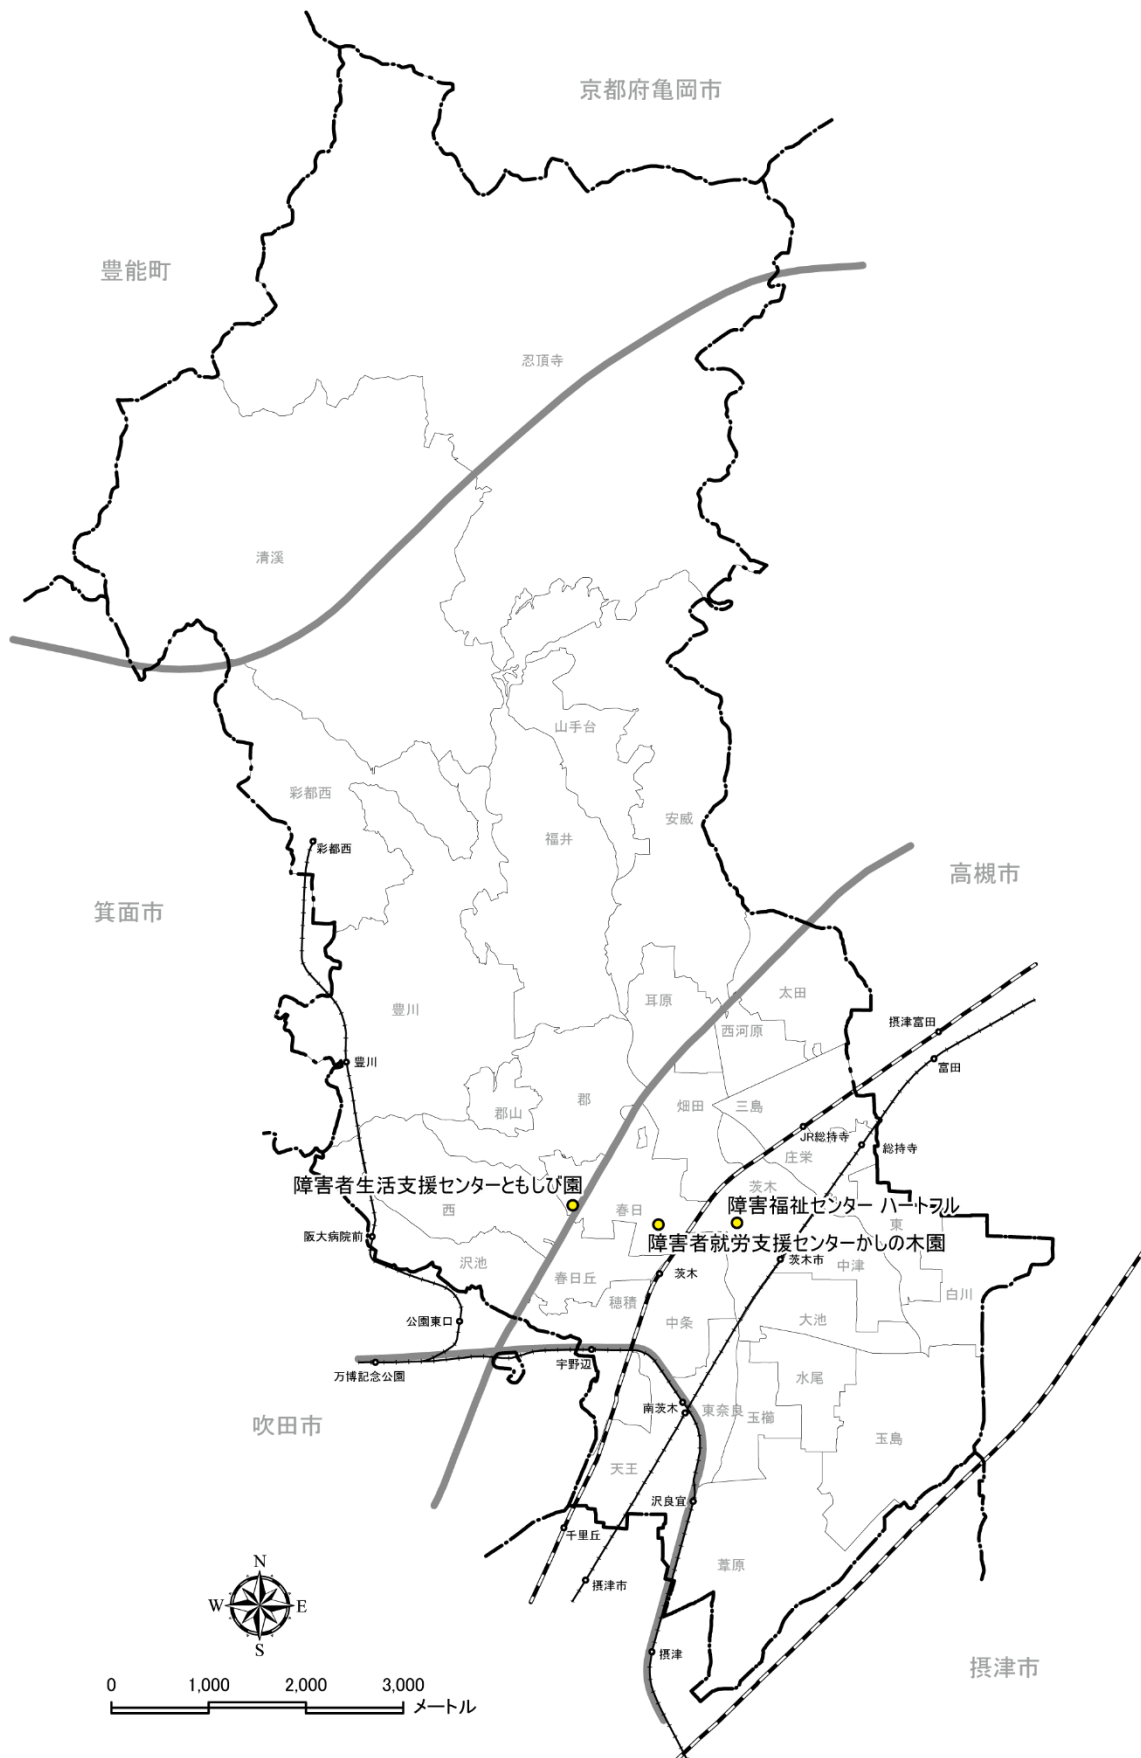 京都府亀岡市
豊能町
忍頂寺
清溪
山手台
彩都西
安威
福井
彩都西
高槻市
箕面市
太田
耳原
豊川
西河原
摂津富田
富田
豊川
郡
郡山
畑田
三島
JR総持寺
総持寺
庄栄
障害者生活支援センターともしび園
茨木
障害福祉センター ハートフル
西
春日
東
阪大病院前
障害者就労支援センターかしの木園
沢池
茨木市
中津
春日丘
茨木
白川
穂積
公園東口
中条
大池
宇野辺
万博記念公園
水尾
南茨木
東奈良
玉櫛
吹田市
玉島
天王
沢良宜
千里丘
葦原
摂津市
N
W
E
S
摂津
摂津市
0
1,000
2,000
3,000
メートル